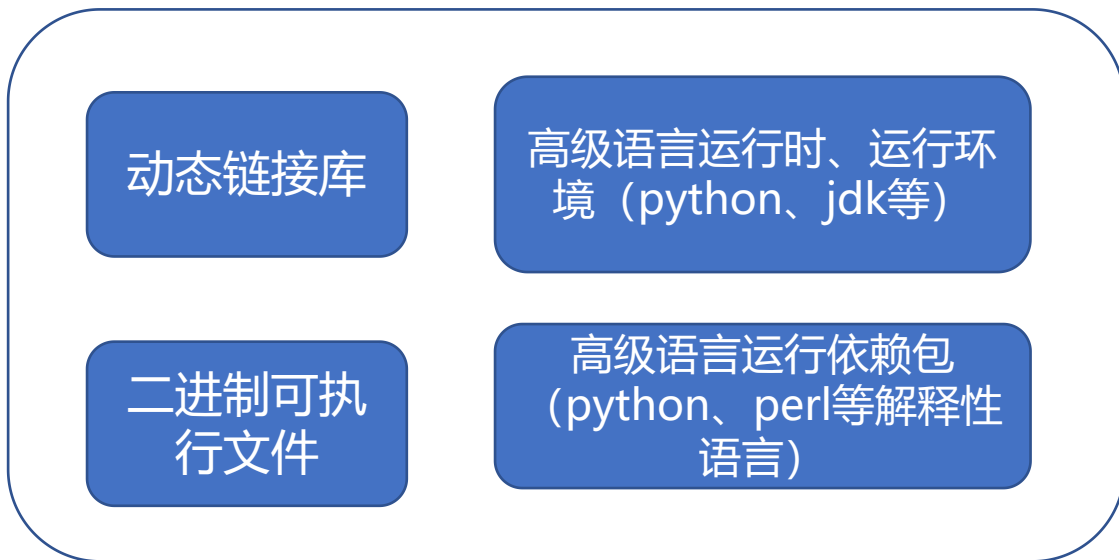 动态链接库
高级语言运行时、运行环
境（python、jdk等）
二进制可执
行文件
高级语言运行依赖包
（python、perl等解释性
语言）